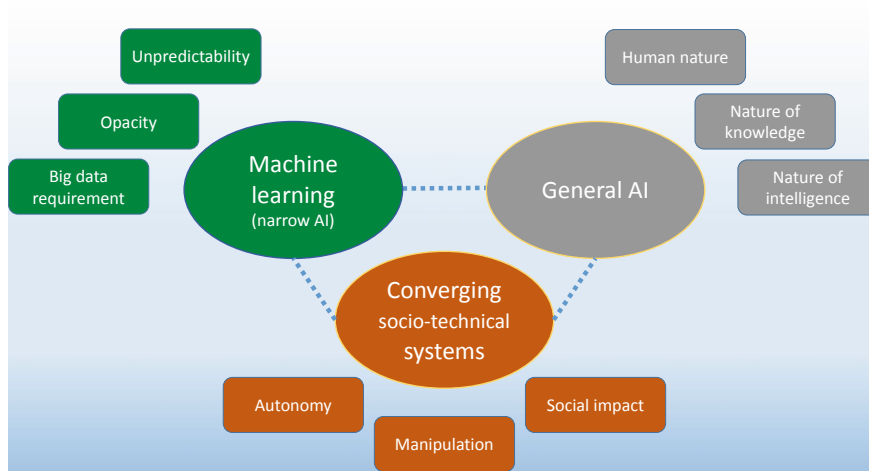 Unpredictability
Opacity
Big data
requirement
Machine
learning
(narrow AI)
Human nature
Nature of
knowledge
Nature of
intelligence
General AI
Converging
socio-technical
systems
Autonomy
Manipulation
Social impact